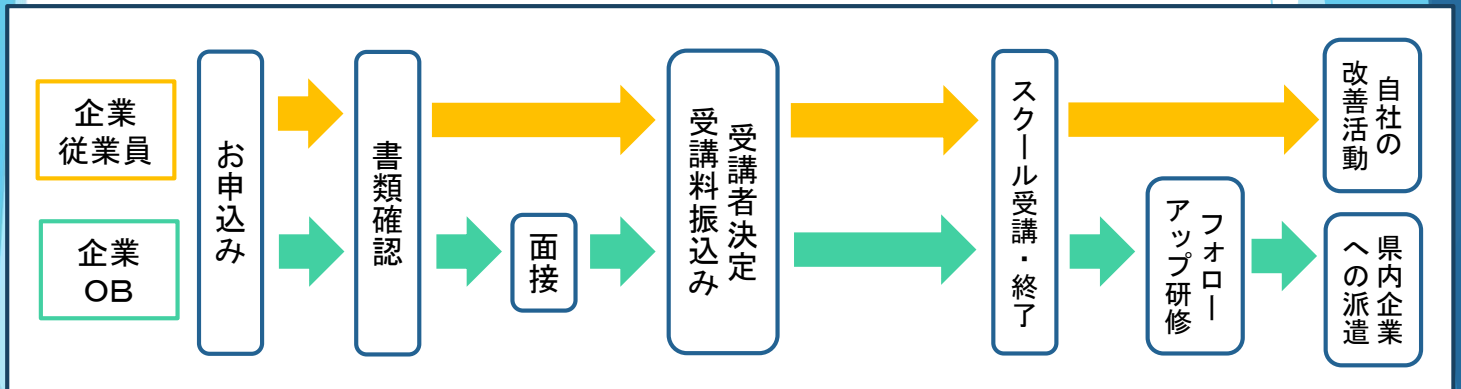 企業
従業員
企業
OB
お申込み
書類確認
面接
受講者決定
受講料振込み
スクール受講・終了
フォロー
アップ研修
自社の
改善活動
県内企業
への派遣